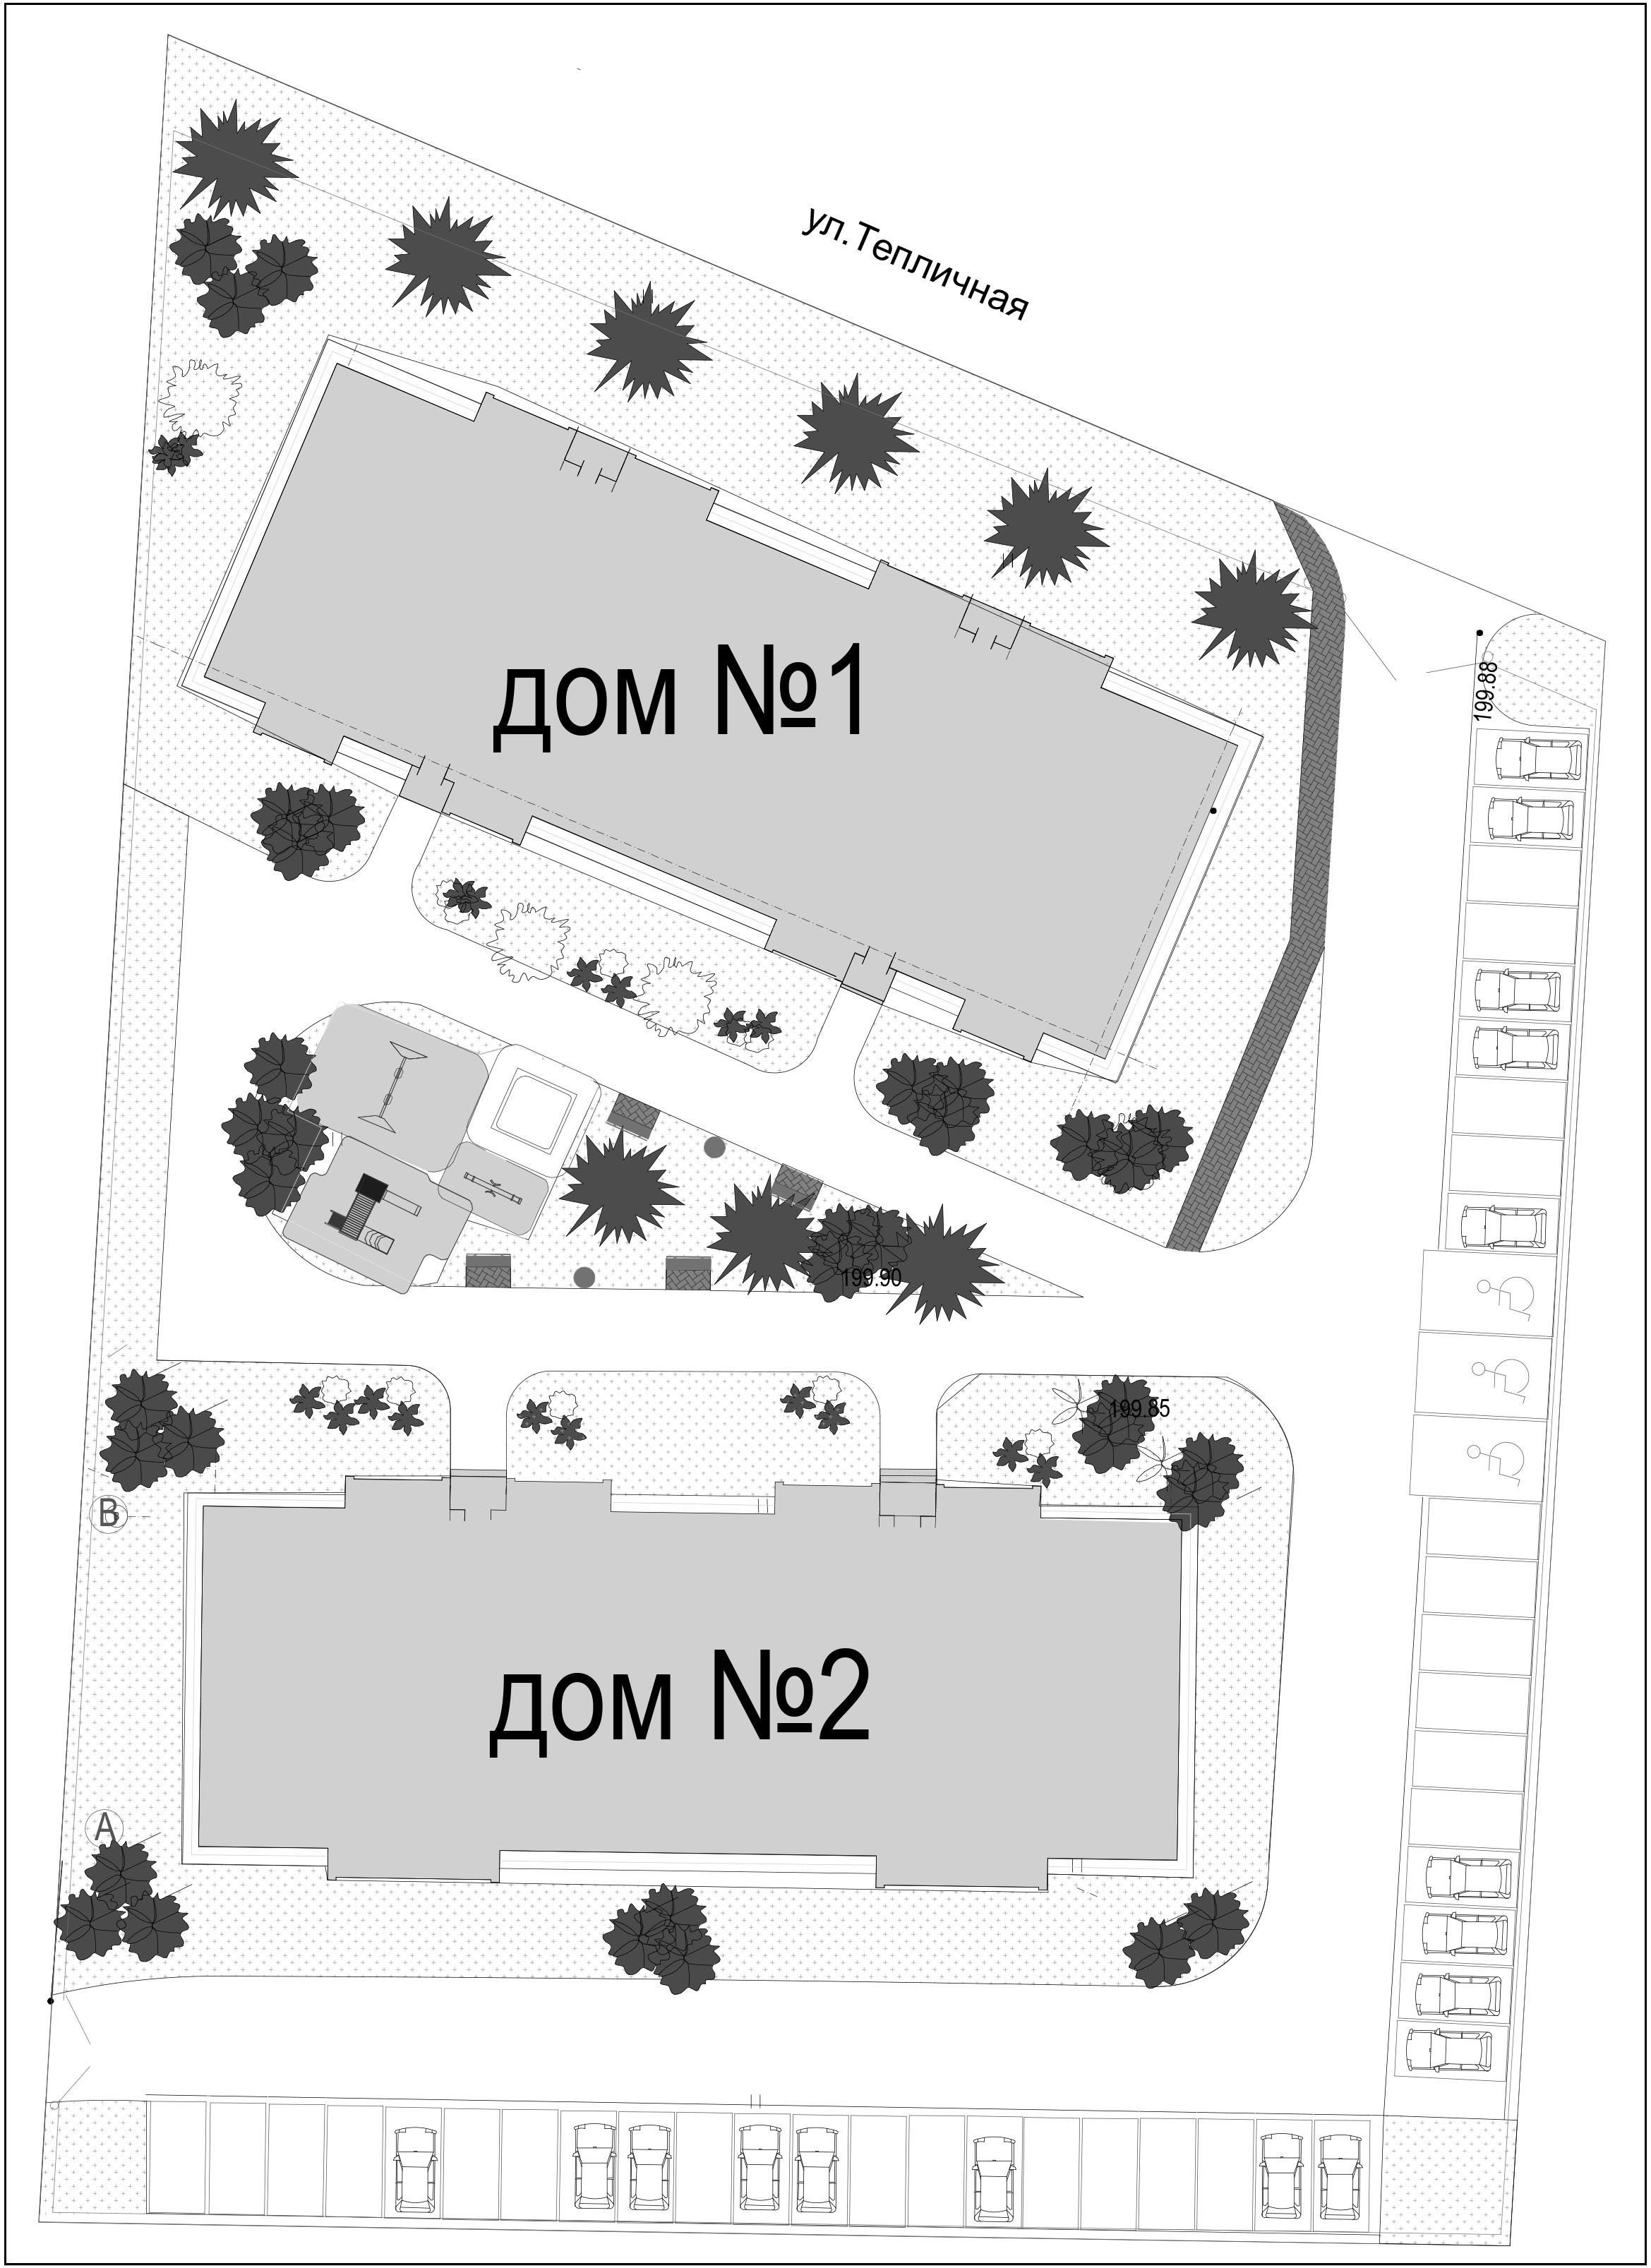 ул.Тепличная
199.88
дом №1
199.90
199.85
В
дом №2
А